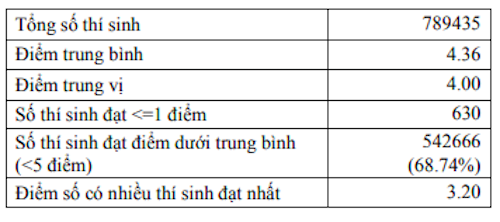 Tổng số thí sinh 789435
Điểm trung bình 4.36
Điểm trung vị 4.00
Số thí sinh đạt <=1 điểm 630
Số thí sinh đạt điểm dưới trung bình 542666
(<5 điểm) (68.74%)
Điểm số có nhiều thí sinh đạt nhất 3.20